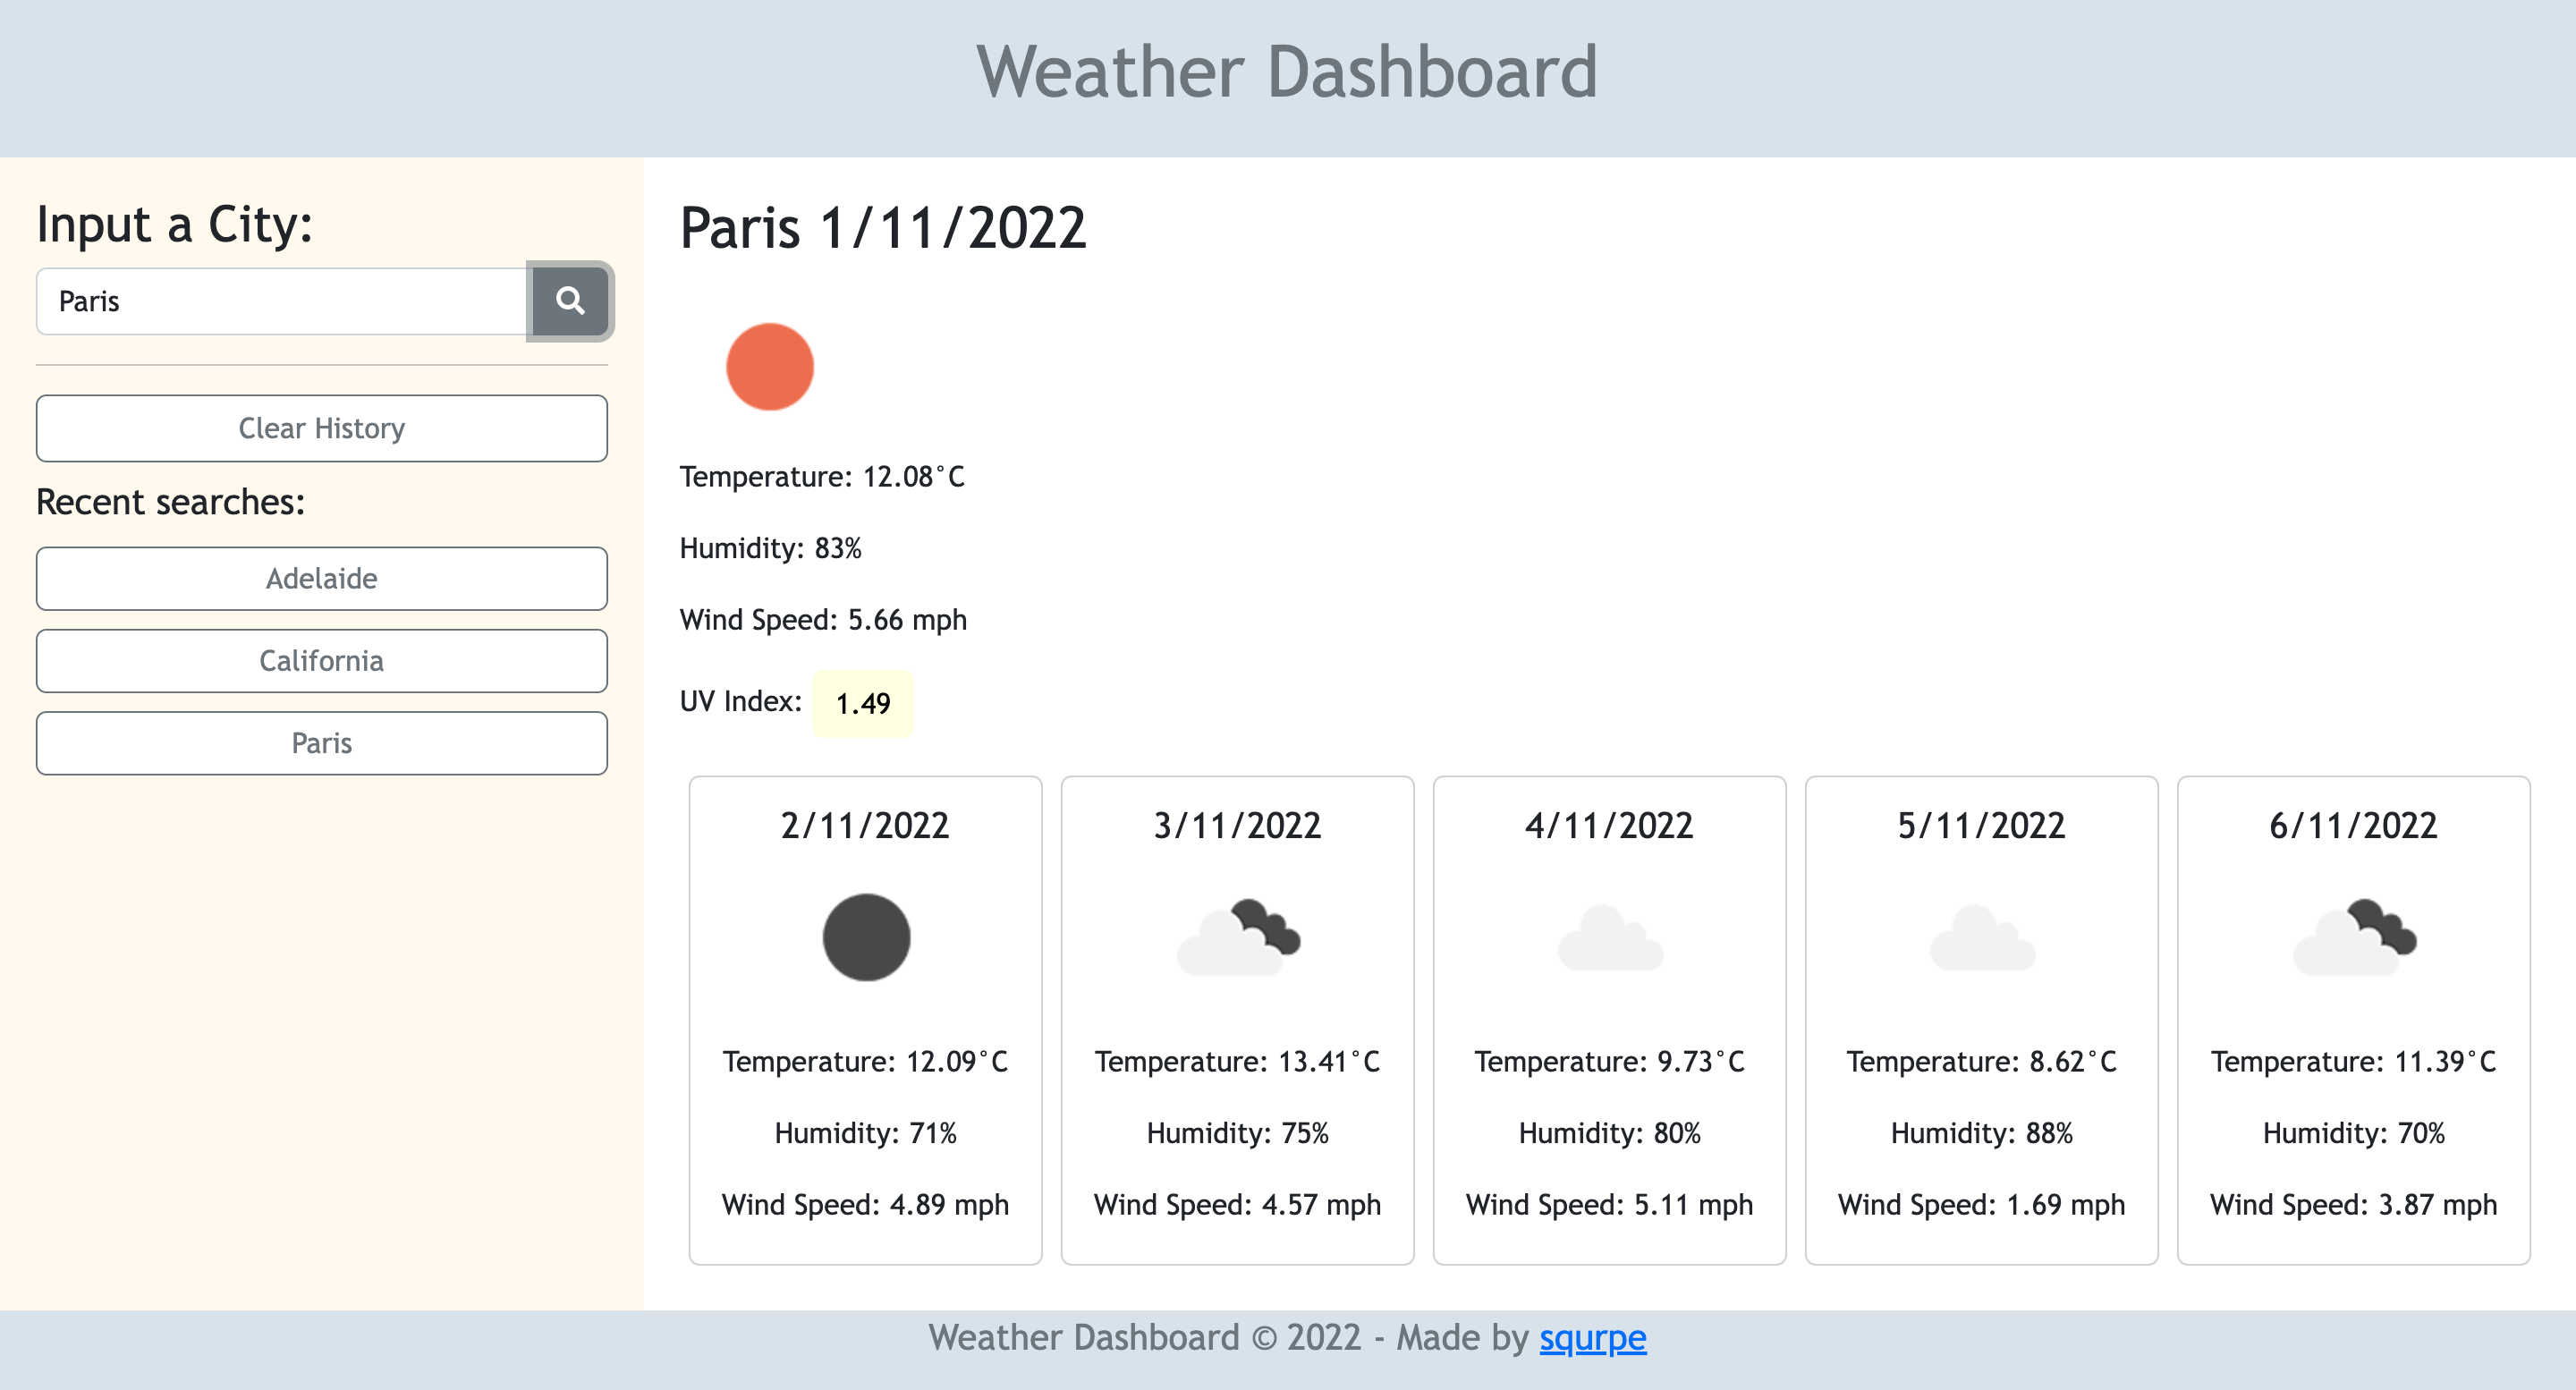 Weather Dashboard
Input a City:
Paris
Clear History
Recent searches:
Adelaide
California
Paris
Paris 1/11/2022
Temperature: 12.08°C
Humidity: 83%
Wind Speed: 5.66 mph
UV Index: 1.49
2/11/2022
Temperature: 12.09°C
Humidity: 71%
Wind Speed: 4.89 mph
3/11/2022
Temperature: 13.41°C
Humidity: 75%
Wind Speed: 4.57 mph
4/11/2022
Temperature: 9.73°C
Humidity: 80%
Wind Speed: 5.11 mph
5/11/2022
Temperature: 8.62°C
Humidity: 88%
Wind Speed: 1.69 mph
6/11/2022
Temperature: 11.39°C
Humidity: 70%
Wind Speed: 3.87 mph
Weather Dashboard © 2022 - Made by squrpe